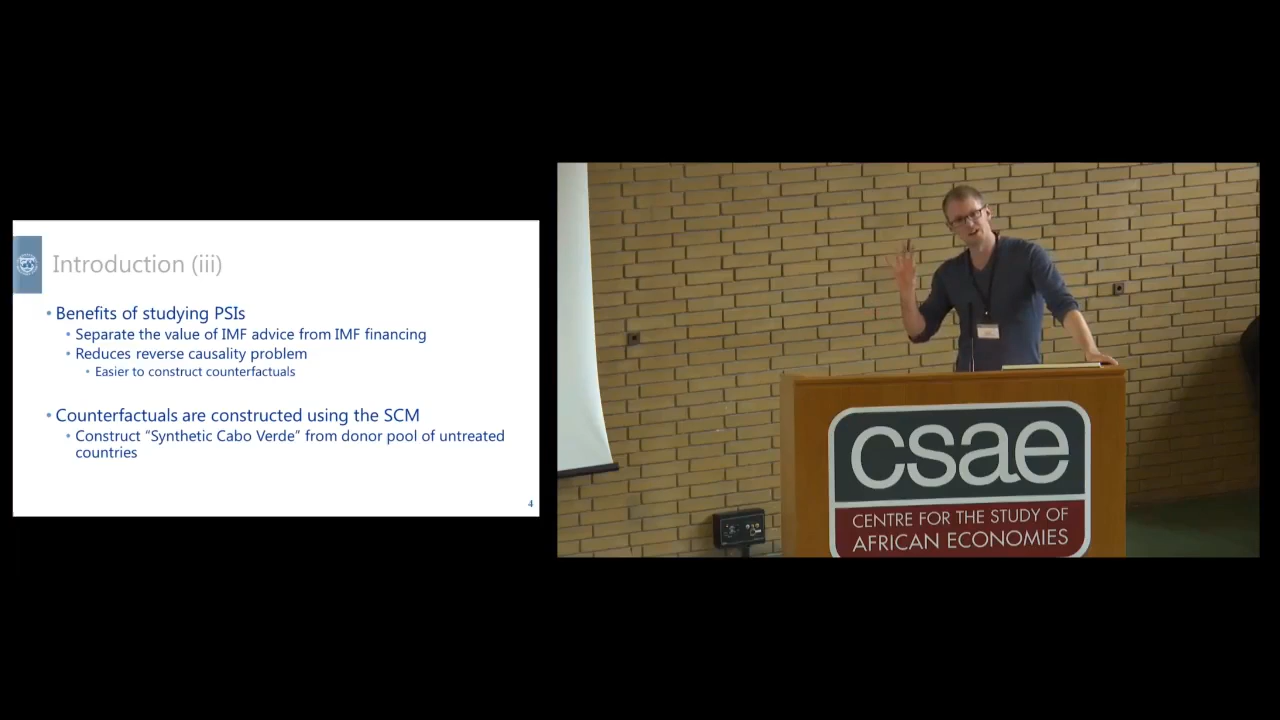 Introduction (iii)
• Benefits of studying PSIs
• Separate the value of IMF advice from IMF financing
• Reduces reverse causality problem
• Easier to construct counterfactuals
• Counterfactuals are constructed using the SCM
• Construct “Synthetic Cabo Verde” from donor pool of untreated
countries
4
csae
CENTRE FOR THE STUDY OF
AFRICAN ECONOMIES